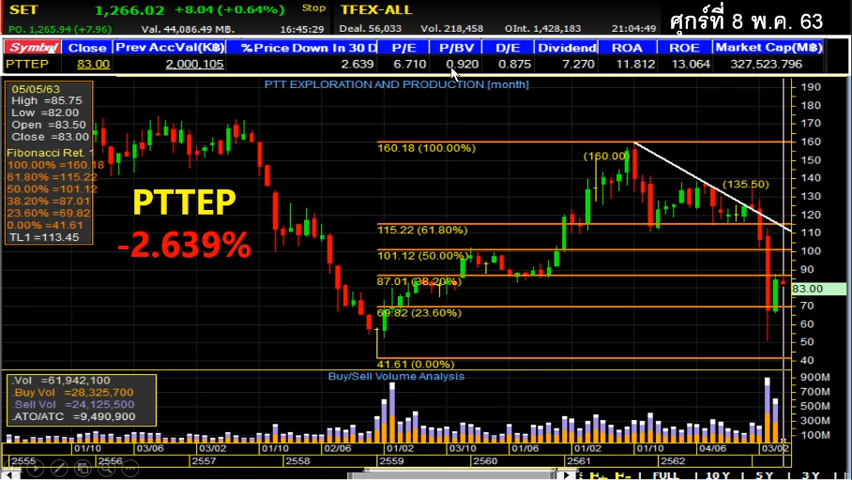 SET 1,266.02 +8.04 (+0.64%) Stop TFEX-ALL
ศุกร์ที่ 8 พ.ค. 63
PO. 1,265.94 (+7.96) Val. 44,086.49 M฿. 16:45:29 Deal. 56,033 Vol. 218,458 OInt. 1,428,183 21:04:49
Symbol Close Prev AccVal(K฿) %Price Down In 30 D P/E P/BV D/E Dividend ROA ROE Market Cap(M฿)
PTTEP 83.00 2,000,105 2.639 6.710 0.920 0.875 7.270 11.812 13.064 327,523.796
PTT EXPLORATION AND PRODUCTION [month]
05/05/63
High =85.75
Low =82.00
Open =83.50
Close =83.00
Fibonacci Ret. 1
100.00% =160.18
61.80% =115.22
50.00% =101.12
38.20% =87.01
23.60% =69.82
0.00% =41.61
TL1 =113.45
PTTEP
-2.639%
160.18 (100.00%)
(160.00)
(135.50)
115.22 (61.80%)
101.12 (50.00%)
87.01 (38.20%)
69.82 (23.60%)
41.61 (0.00%)
190
180
170
160
150
140
130
120
110
100
90
83.00
70
60
50
40
Buy/Sell Volume Analysis
.Vol =61,942,100
.Buy Vol =28,325,700
.Sell Vol =24,125,500
.ATO/ATC =9,490,900
900M
800M
700M
600M
500M
400M
300M
200M
100M
01/10 03/06 03/02 01/10 02/06 01/10 03/02 03/10 01/02 01/10 04/06 03/02
2555 2556 2557 2558 2559 2560 2561 2562
FULL 10 Y 5 Y 3 Y